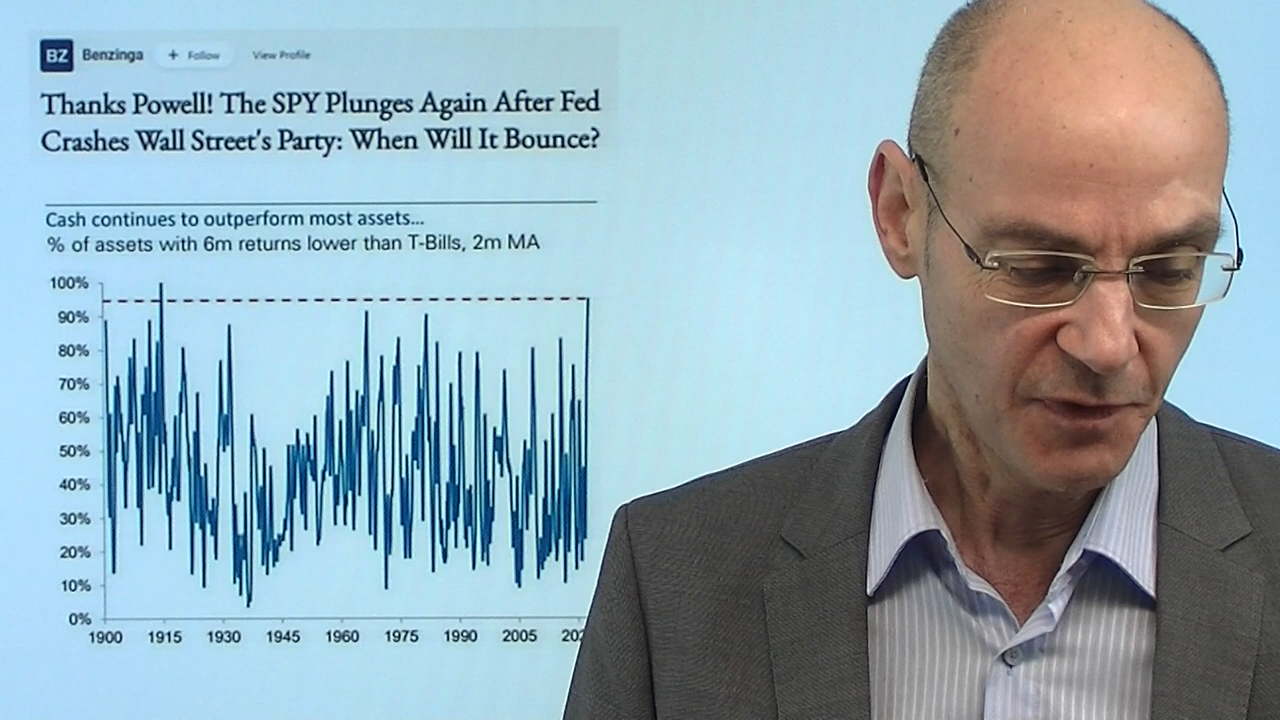 BZ Benzinga + Follow View Profile
Thanks Powell! The SPY Plunges Again After Fed
Crashes Wall Street's Party: When Will It Bounce?
Cash continues to outperform most assets...
% of assets with 6m returns lower than T-Bills, 2m MA
100%
90%
80%
70%
60%
50%
40%
30%
20%
10%
0%
1900 1915 1930 1945 1960 1975 1990 2005 202